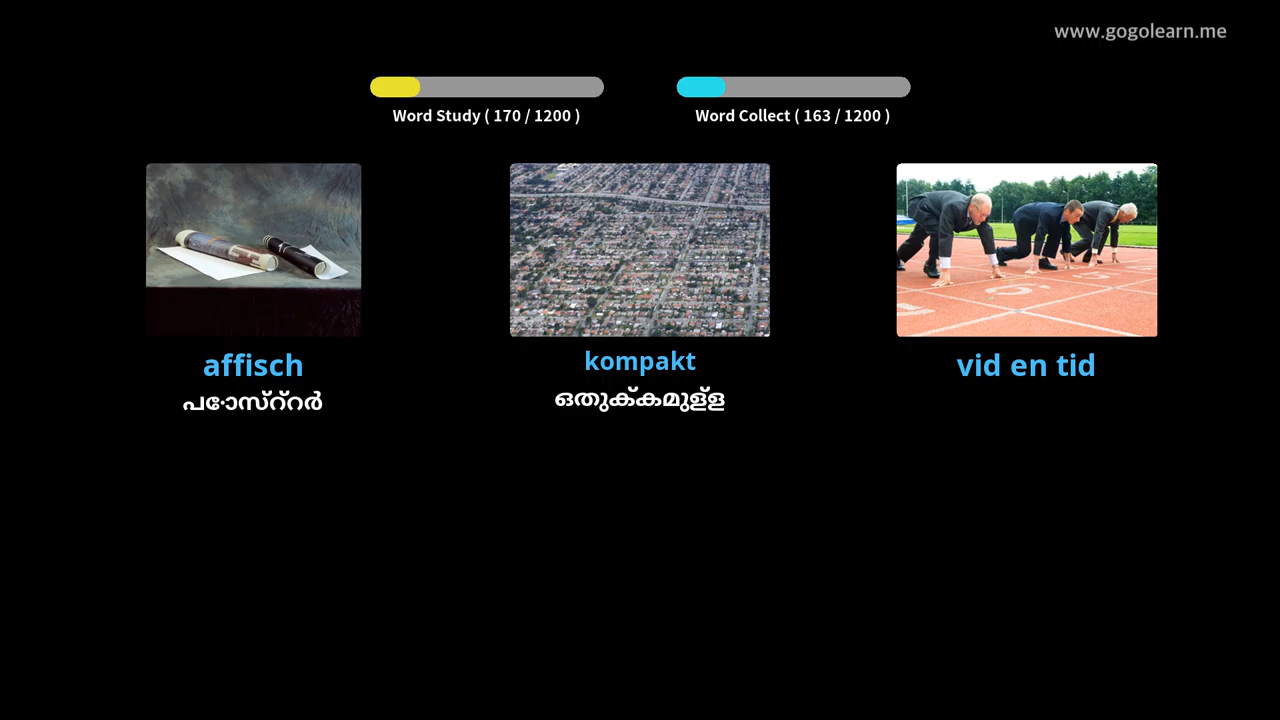 www.gogolearn.me
Word Study ( 170 / 1200 )
Word Collect ( 163 / 1200 )
affisch
kompakt
vid en tid
പോസ്റ്റർ
ഒതുക്കമുള്ള